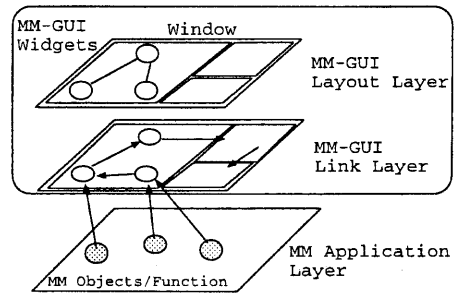 MM-GUI
Widgets
Window
MM-GUI
Layout Layer
MM-GUI
Link Layer
MM Application
Layer
MM Objects/Function